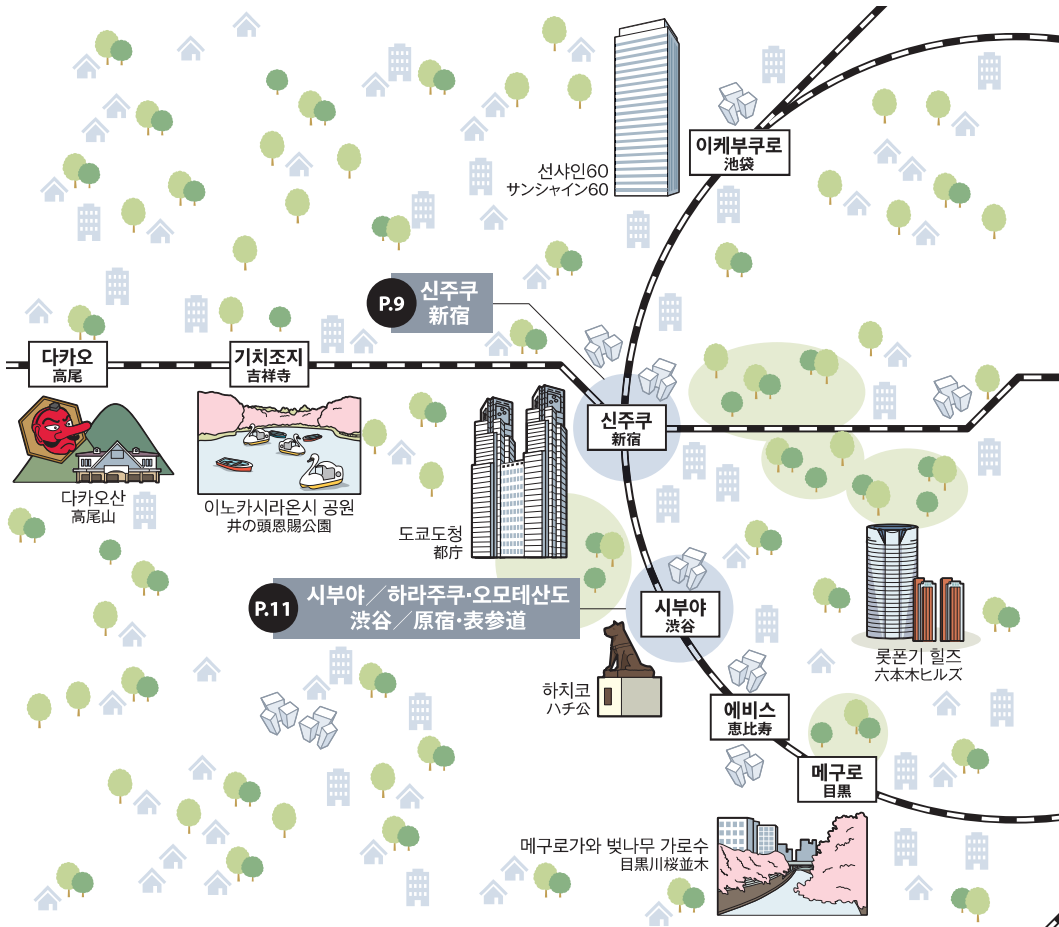 이케부쿠로
池袋
선샤인60
サンシャイン60
P.9
신주쿠
新宿
다카오
高尾
기치조지
吉祥寺
신주쿠
新宿
다카오산
高尾山
이노카시라온시 공원
井の頭恩賜公園
도쿄도청
都庁
P.11
시부야/하라주쿠·오모테산도
渋谷/原宿・表参道
시부야
渋谷
롯폰기 힐즈
六本木ヒルズ
하치코
ハチ公
에비스
恵比寿
메구로
目黒
메구로가와 벚나무 가로수
目黒川桜並木